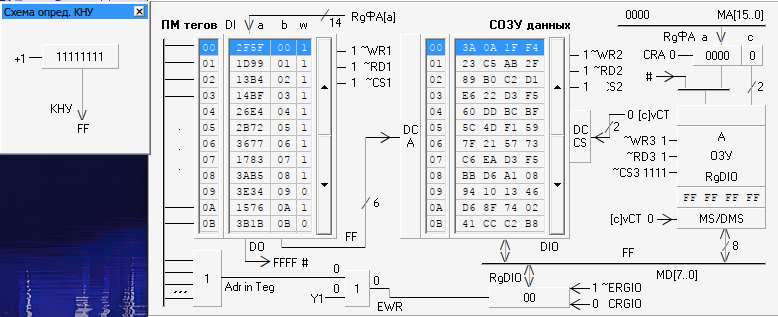 Схема опред. КНУ
+1 11111111
КНУ
FF
ПМ тегов DI a b w
RgФА[a] 14
СОЗУ данных
0000 MA[15..0]
RgФА a c
CRA 0 0000 0
00 2F5F 00 1
01 1D99 01 1
02 13B4 02 1
03 14BF 03 1
04 26E4 04 1
05 2B72 05 1
06 3677 06 1
07 1783 07 1
08 3AB5 08 1
09 3E34 09 0
0A 1576 0A 1
0B 3B1B 0B 0
1 ~WR1
1 ~RD1
1 ~CS1
DC A
6
FF
00 3A 0A 1F F4
01 23 C5 AB 2F
02 89 B0 C2 D1
03 E6 22 D3 F5
04 60 DD BC BF
05 5C 4D F1 59
06 7F 21 57 73
07 C6 EA D3 F5
08 BB D6 A1 08
09 94 10 13 46
0A D6 8F 74 02
0B 41 CC C2 B8
1 ~WR2
1 ~RD2
1 CS2
#
2
DC CS
0 [c]vCT
2
~WR3 1
~RD3 1
~CS3 1111
A
ОЗУ
RgDIO
FF FF FF FF
[c]vCT 0 MS/DMS
8
DO
FFFF #
DIO
FF
MD[7..0]
1
...
Adr in Teg 0
Y1 0
1 0
EWR
RgDIO
00
1 ~ERGIO
0 CRGIO